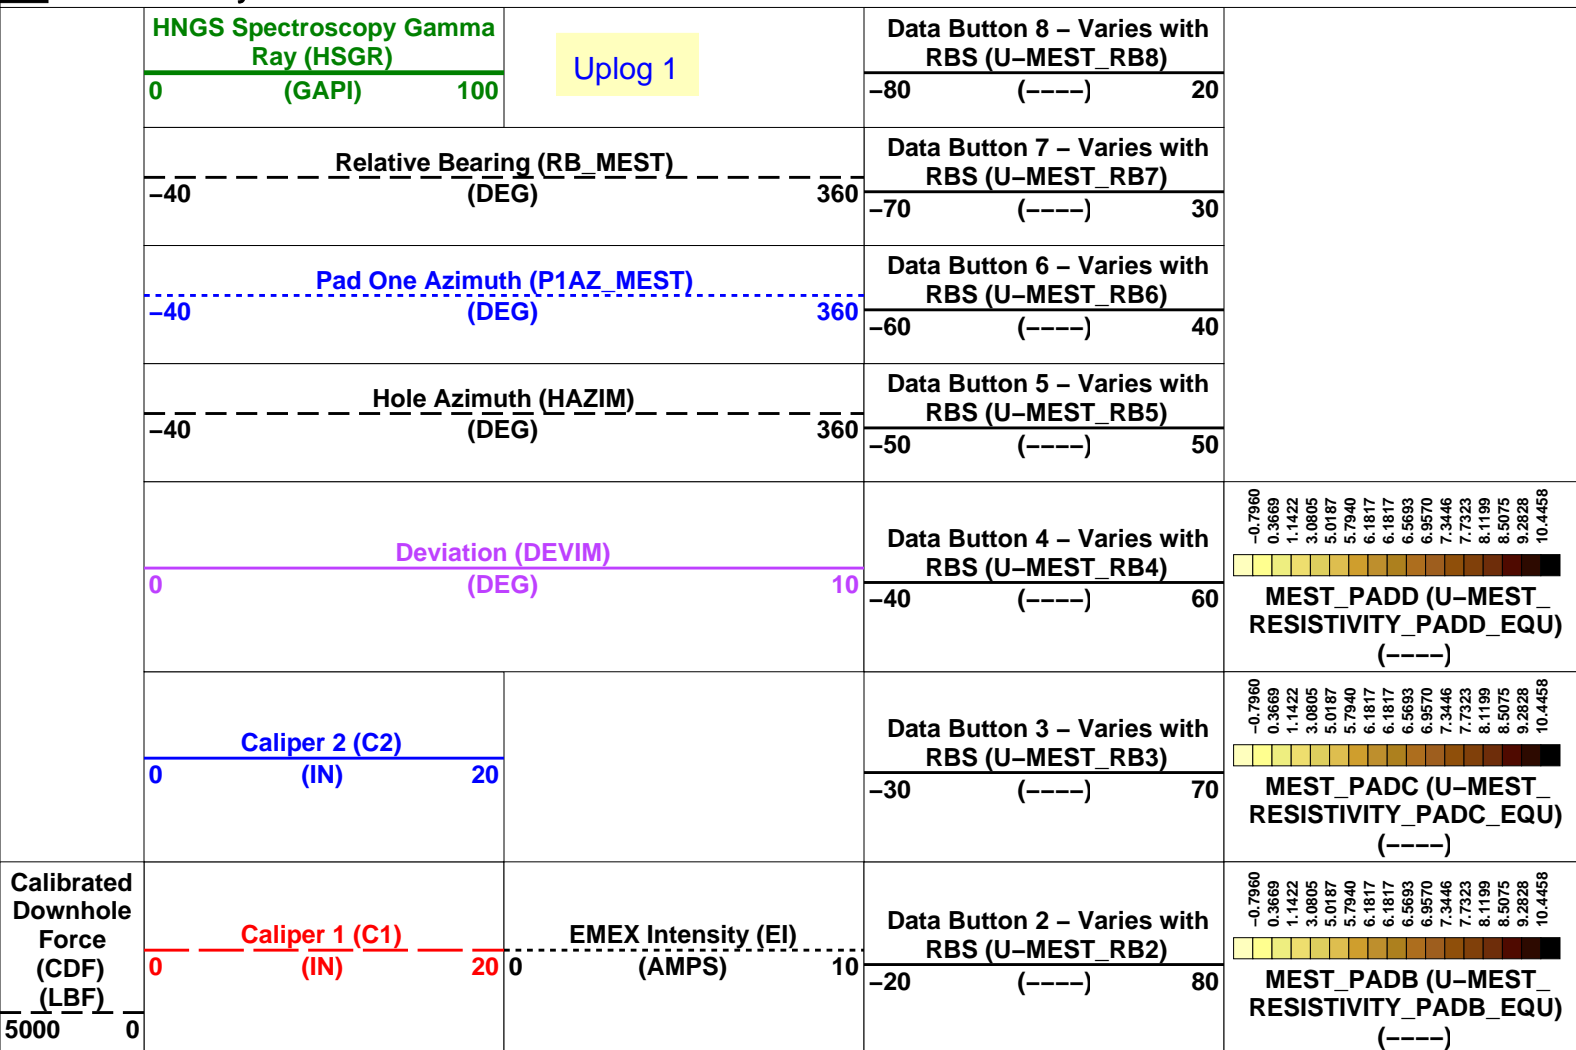 HNGS Spectroscopy Gamma
Ray (HSGR)
0 (GAPI) 100
Uplog 1
Data Button 8 – Varies with
RBS (U–MEST_RB8)
–80 (––––) 20
Relative Bearing (RB_MEST)
–40 (DEG) 360
Data Button 7 – Varies with
RBS (U–MEST_RB7)
–70 (––––) 30
Pad One Azimuth (P1AZ_MEST)
–40 (DEG) 360
Data Button 6 – Varies with
RBS (U–MEST_RB6)
–60 (––––) 40
Hole Azimuth (HAZIM)
–40 (DEG) 360
Data Button 5 – Varies with
RBS (U–MEST_RB5)
–50 (––––) 50
Deviation (DEVIM)
0 (DEG) 10
Data Button 4 – Varies with
RBS (U–MEST_RB4)
–40 (––––) 60
–0.7960 0.3669 1.1422 3.0805 5.0187 5.7940 6.1817 6.1817 6.5693 6.9570 7.3446 7.7323 8.1199 8.5075 9.2828 10.4458
MEST_PADD (U–MEST_
RESISTIVITY_PADD_EQU)
(––––)
Caliper 2 (C2)
0 (IN) 20
Data Button 3 – Varies with
RBS (U–MEST_RB3)
–30 (––––) 70
–0.7960 0.3669 1.1422 3.0805 5.0187 5.7940 6.1817 6.1817 6.5693 6.9570 7.3446 7.7323 8.1199 8.5075 9.2828 10.4458
MEST_PADC (U–MEST_
RESISTIVITY_PADC_EQU)
(––––)
Calibrated
Downhole
Force
(CDF)
(LBF)
5000 0
Caliper 1 (C1)
0 (IN) 20
EMEX Intensity (EI)
0 (AMPS) 10
Data Button 2 – Varies with
RBS (U–MEST_RB2)
–20 (––––) 80
–0.7960 0.3669 1.1422 3.0805 5.0187 5.7940 6.1817 6.1817 6.5693 6.9570 7.3446 7.7323 8.1199 8.5075 9.2828 10.4458
MEST_PADB (U–MEST_
RESISTIVITY_PADB_EQU)
(––––)